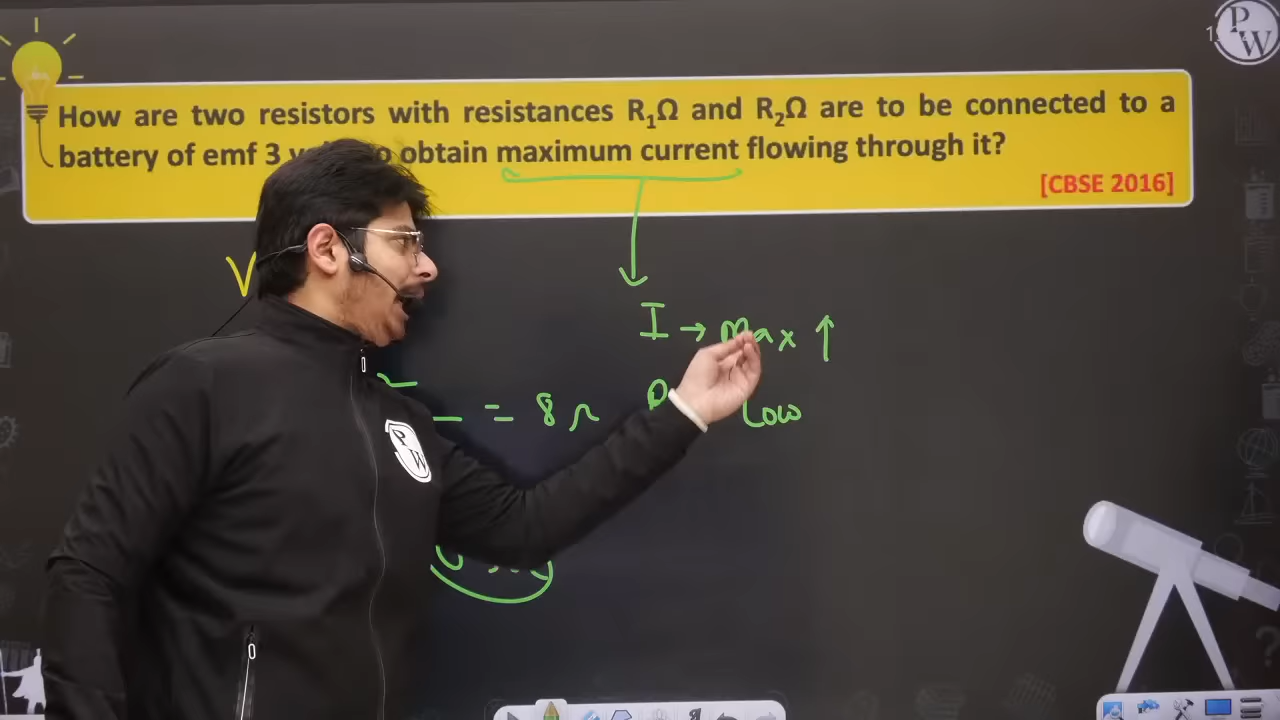 P
W
How are two resistors with resistances R₁Ω and R₂Ω are to be connected to a
battery of emf 3 obtain maximum current flowing through it?
[CBSE 2016]
V
I → Max ↑
= 8 Ω Low
P
W